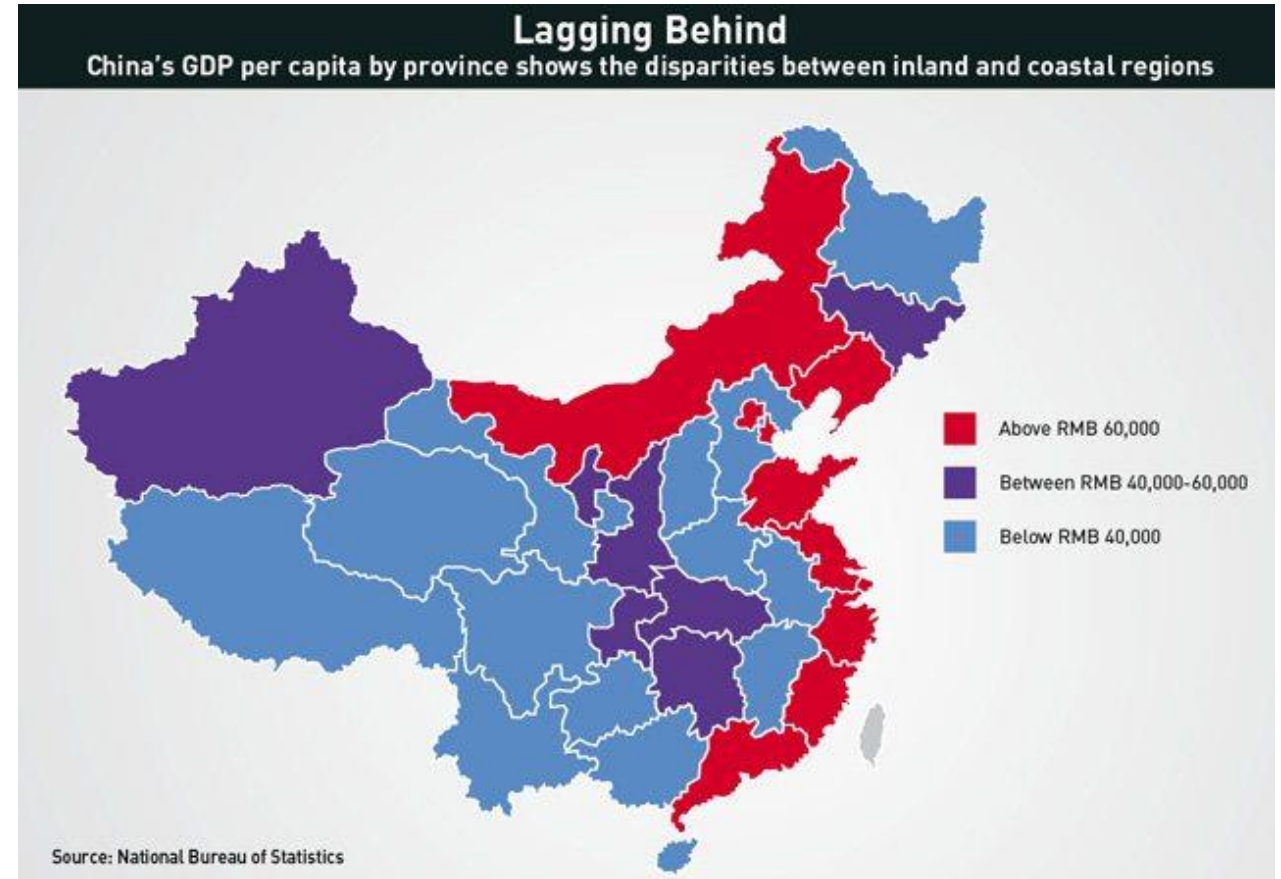 Lagging Behind
China's GDP per capita by province shows the disparities between inland and coastal regions
Above RMB 60,000
Between RMB 40,000-60,000
Below RMB 40,000
Source: National Bureau of Statistics